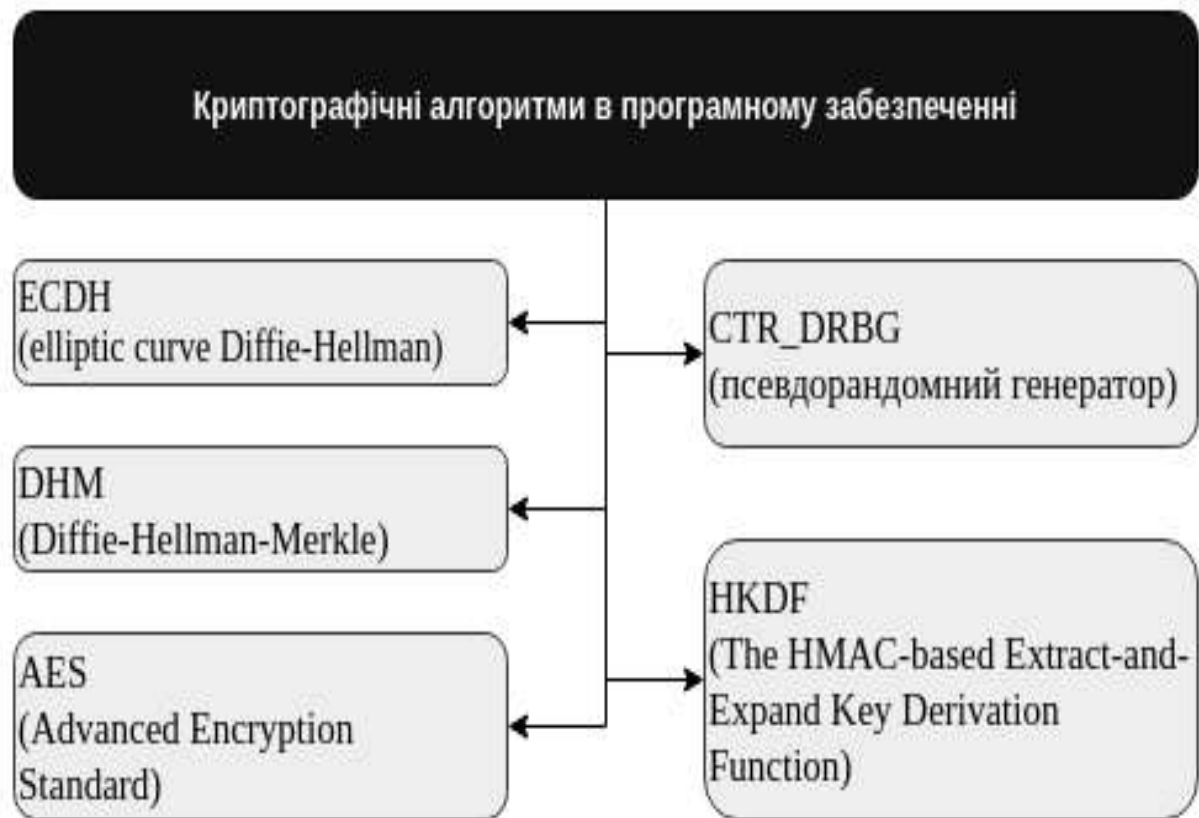 Криптографічні алгоритми в програмному забезпеченні
ECDH
(elliptic curve Diffie-Hellman)
DHM
(Diffie-Hellman-Merkle)
AES
(Advanced Encryption
Standard)
CTR_DRBG
(псевдорандомний генератор)
HKDF
(The HMAC-based Extract-and-
Expand Key Derivation
Function)